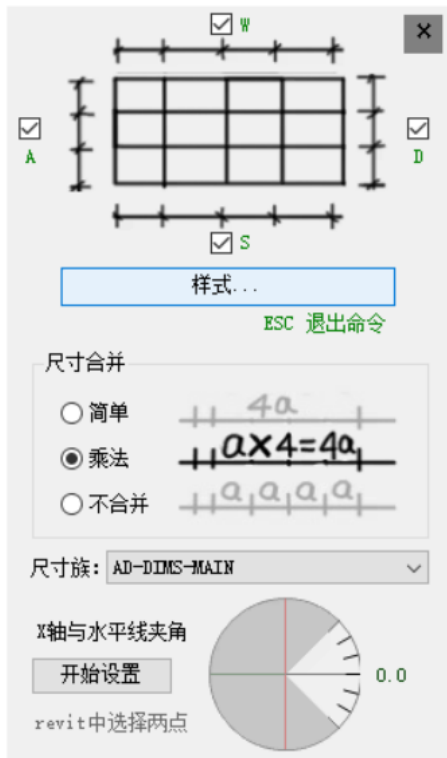 W
×
A
D
S
样式...
ESC 退出命令
尺寸合并
简单
4a
乘法
a×4=4a
不合并
a a a a
尺寸族: AD-DIMS-MAIN
X轴与水平线夹角
开始设置
0.0
revit中选择两点